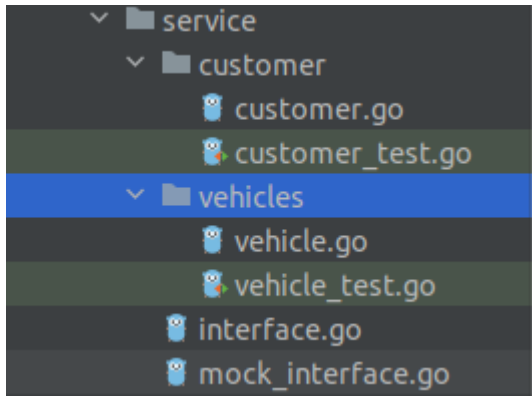 service
customer
customer.go
customer_test.go
vehicles
vehicle.go
vehicle_test.go
interface.go
mock_interface.go